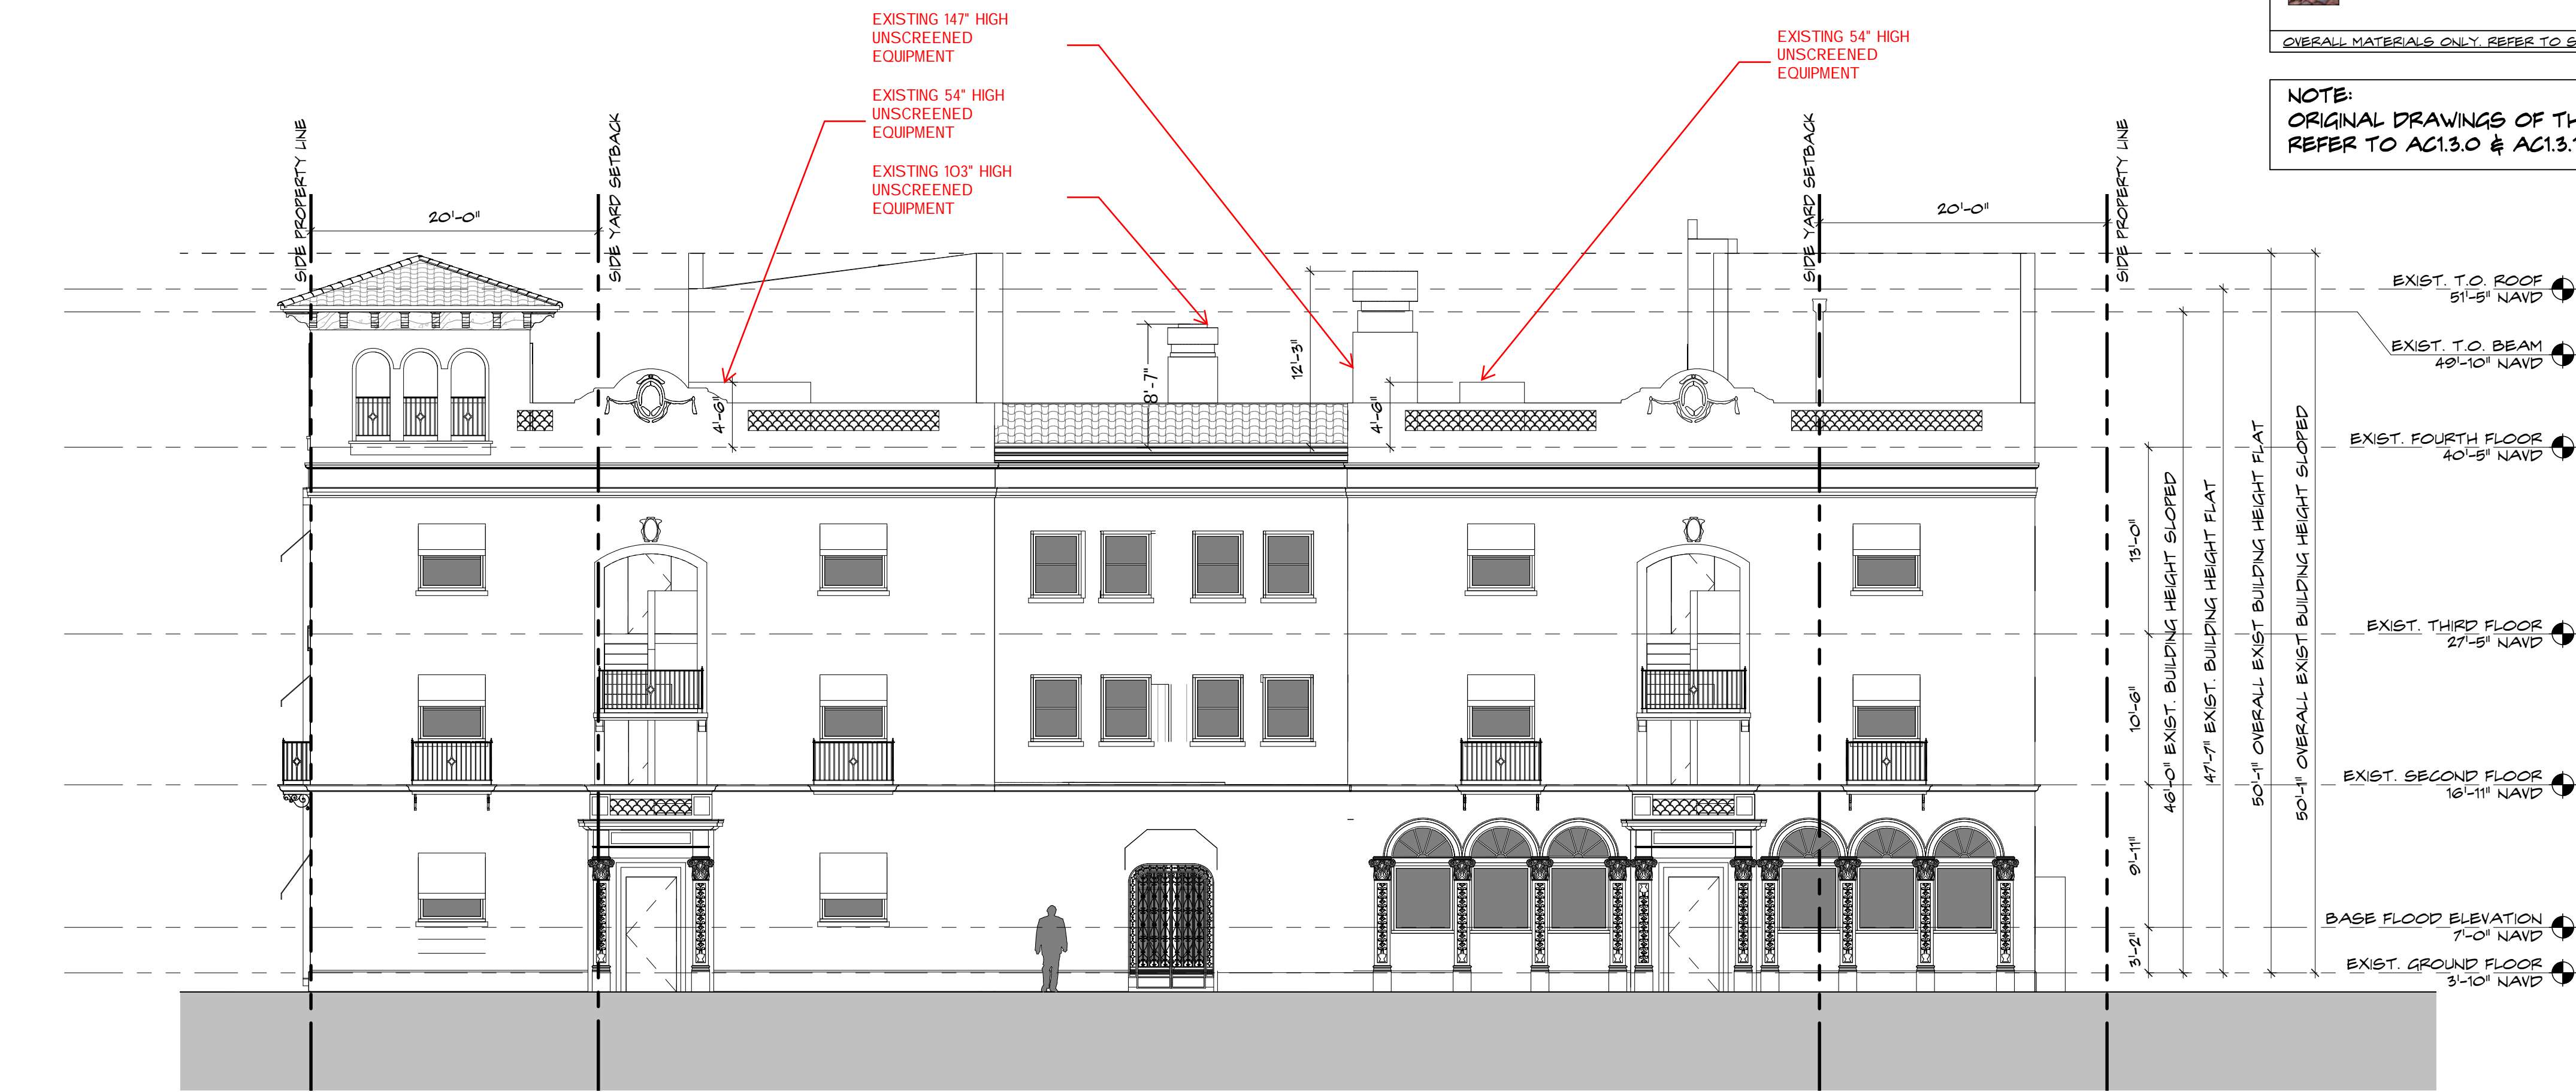 EXISTING 147" HIGH
UNSCREENED
EQUIPMENT
EXISTING 54" HIGH
UNSCREENED
EQUIPMENT
EXISTING 103" HIGH
UNSCREENED
EQUIPMENT
EXISTING 54" HIGH
UNSCREENED
EQUIPMENT
OVERALL MATERIALS ONLY. REFER TO S
NOTE:
ORIGINAL DRAWINGS OF TH
REFER TO AC1.3.0 & AC1.3.1
SIDE PROPERTY LINE
20'-0"
SIDE YARD SETBACK
SIDE YARD SETBACK
20'-0"
SIDE PROPERTY LINE
4'-6"
8'-7"
12'-3"
4'-6"
EXIST. T.O. ROOF
51'-5" NAVD
EXIST. T.O. BEAM
49'-10" NAVD
EXIST. FOURTH FLOOR
40'-5" NAVD
EXIST. THIRD FLOOR
27'-5" NAVD
EXIST. SECOND FLOOR
16'-11" NAVD
BASE FLOOD ELEVATION
7'-0" NAVD
EXIST. GROUND FLOOR
3'-10" NAVD
13'-0"
10'-6"
9'-11"
3'-2"
46'-0" EXIST. BUILDING HEIGHT SLOPED
47'-7" EXIST. BUILDING HEIGHT FLAT
50'-1" OVERALL EXIST BUILDING HEIGHT FLAT
50'-1" OVERALL EXIST BUILDING HEIGHT SLOPED